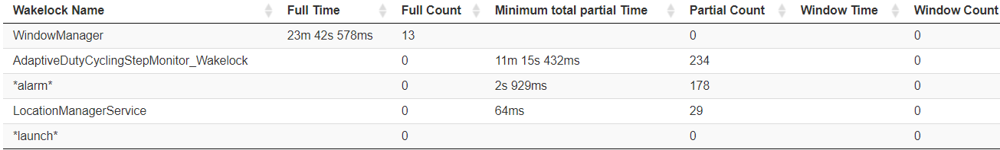 Wakelock Name Full Time Full Count Minimum total partial Time Partial Count Window Time Window Count
WindowManager 23m 42s 578ms 13 0 0
AdaptiveDutyCyclingStepMonitor_Wakelock 0 11m 15s 432ms 234 0
*alarm* 0 2s 929ms 178 0
LocationManagerService 0 64ms 29 0
*launch* 0 0 0